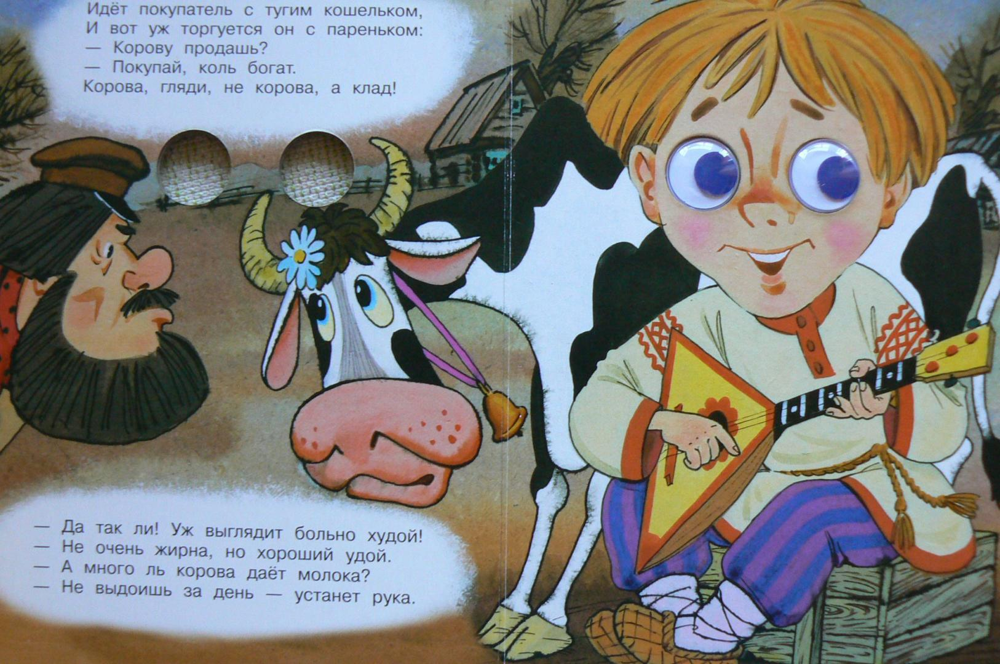 Идёт покупатель с тугим кошельком,
И вот уж торгуется он с пареньком:
— Корову продашь?
— Покупай, коль богат.
Корова, гляди, не корова, а клад!
— Да так ли! Уж выглядит больно худой!
— Не очень жирна, но хороший удой.
— А много ль корова даёт молока?
— Не выдоишь за день — устанет рука.